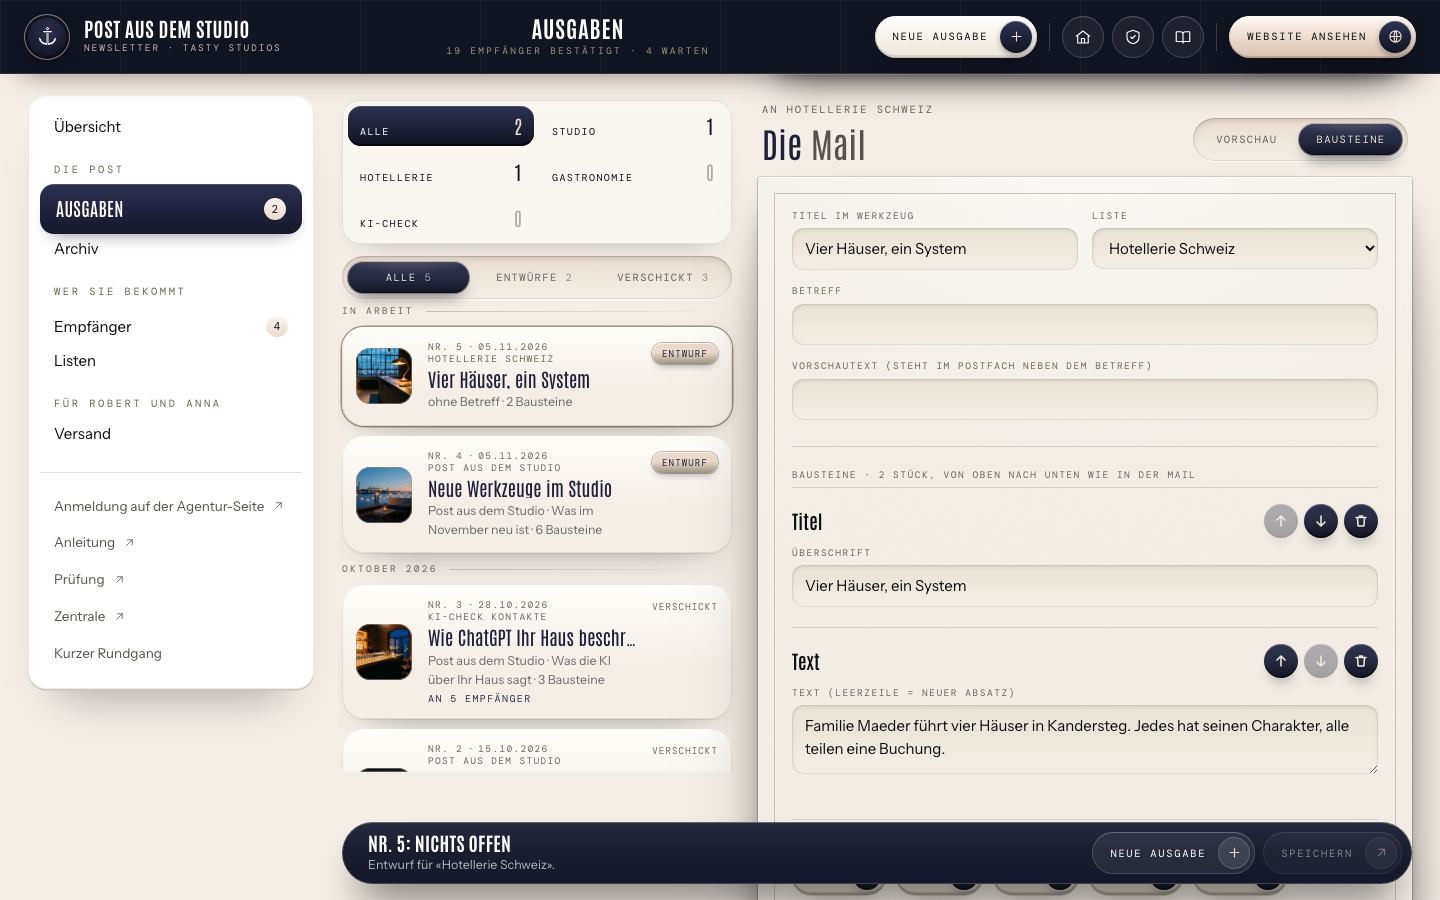 POST AUS DEM STUDIO
NEWSLETTER · TASTY STUDIOS
AUSGABEN
19 EMPFÄNGER BESTÄTIGT · 4 WARTEN
NEUE AUSGABE
WEBSITE ANSEHEN
Übersicht
DIE POST
AUSGABEN 2
Archiv
WER SIE BEKOMMT
Empfänger 4
Listen
FÜR ROBERT UND ANNA
Versand
Anmeldung auf der Agentur-Seite ↗
Anleitung ↗
Prüfung ↗
Zentrale ↗
Kurzer Rundgang
ALLE 2
STUDIO 1
HOTELLERIE 1
GASTRONOMIE 0
KI-CHECK 0
ALLE 5
ENTWÜRFE 2
VERSCHICKT 3
IN ARBEIT
NR. 5 · 05.11.2026
HOTELLERIE SCHWEIZ
ENTWURF
Vier Häuser, ein System
ohne Betreff · 2 Bausteine
NR. 4 · 05.11.2026
POST AUS DEM STUDIO
ENTWURF
Neue Werkzeuge im Studio
Post aus dem Studio · Was im
November neu ist · 6 Bausteine
OKTOBER 2026
NR. 3 · 28.10.2026
KI-CHECK KONTAKTE
VERSCHICKT
Wie ChatGPT Ihr Haus beschr…
Post aus dem Studio · Was die KI
über Ihr Haus sagt · 3 Bausteine
AN 5 EMPFÄNGER
NR. 2 · 15.10.2026
POST AUS DEM STUDIO
VERSCHICKT
AN HOTELLERIE SCHWEIZ
Die Mail
VORSCHAU
BAUSTEINE
TITEL IM WERKZEUG
Vier Häuser, ein System
LISTE
Hotellerie Schweiz
BETREFF
VORSCHAUTEXT (STEHT IM POSTFACH NEBEN DEM BETREFF)
BAUSTEINE · 2 STÜCK, VON OBEN NACH UNTEN WIE IN DER MAIL
Titel
ÜBERSCHRIFT
Vier Häuser, ein System
Text
TEXT (LEERZEILE = NEUER ABSATZ)
Familie Maeder führt vier Häuser in Kandersteg. Jedes hat seinen Charakter, alle
teilen eine Buchung.
NR. 5: NICHTS OFFEN
Entwurf für «Hotellerie Schweiz».
NEUE AUSGABE
SPEICHERN